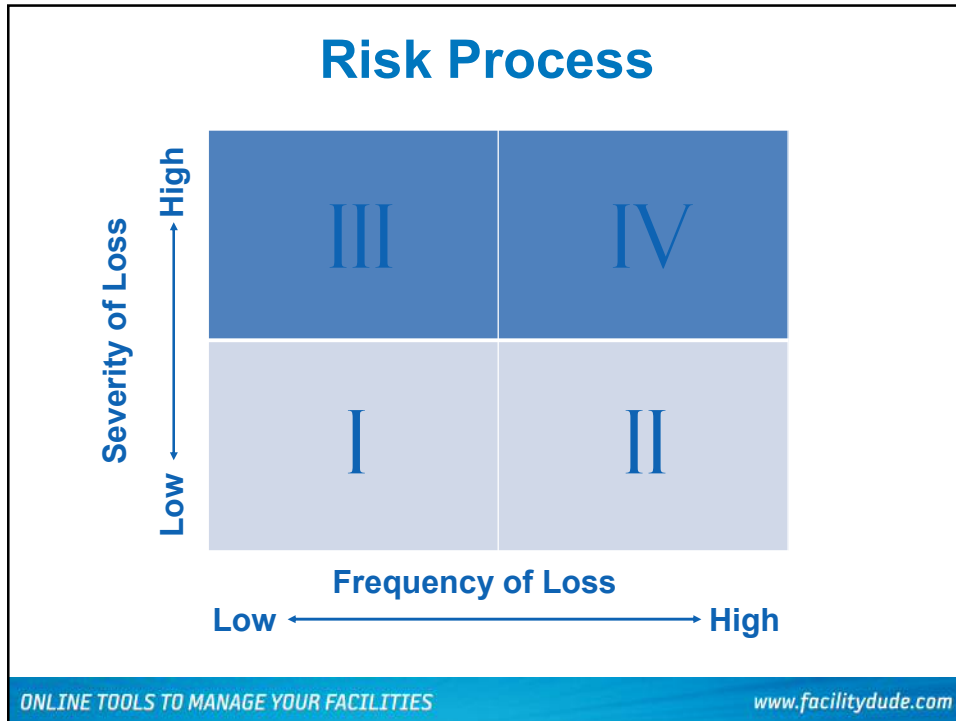 Risk Process
Severity of Loss
High
Low
III
IV
I
II
Frequency of Loss
Low
High
ONLINE TOOLS TO MANAGE YOUR FACILITIES
www.facilitydude.com